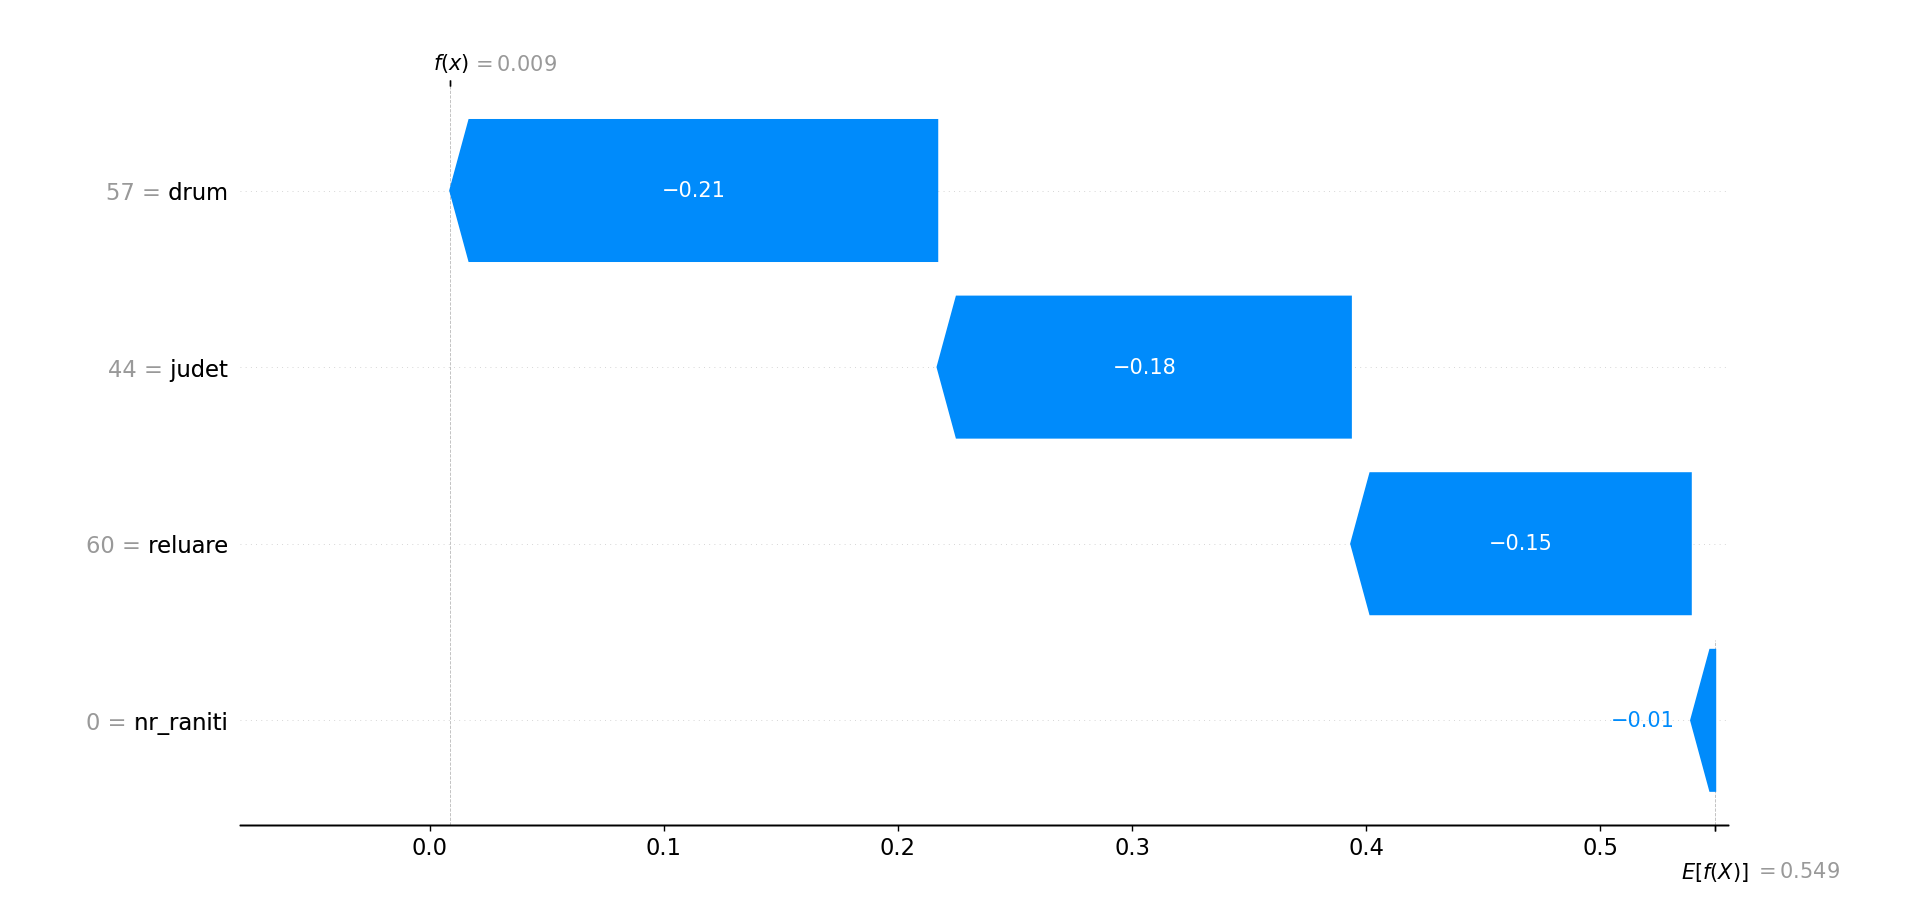 f(x) = 0.009
57 = drum
−0.21
44 = judet
−0.18
60 = reluare
−0.15
0 = nr_raniti
−0.01
0.0 0.1 0.2 0.3 0.4 0.5
E[f(X)] = 0.549